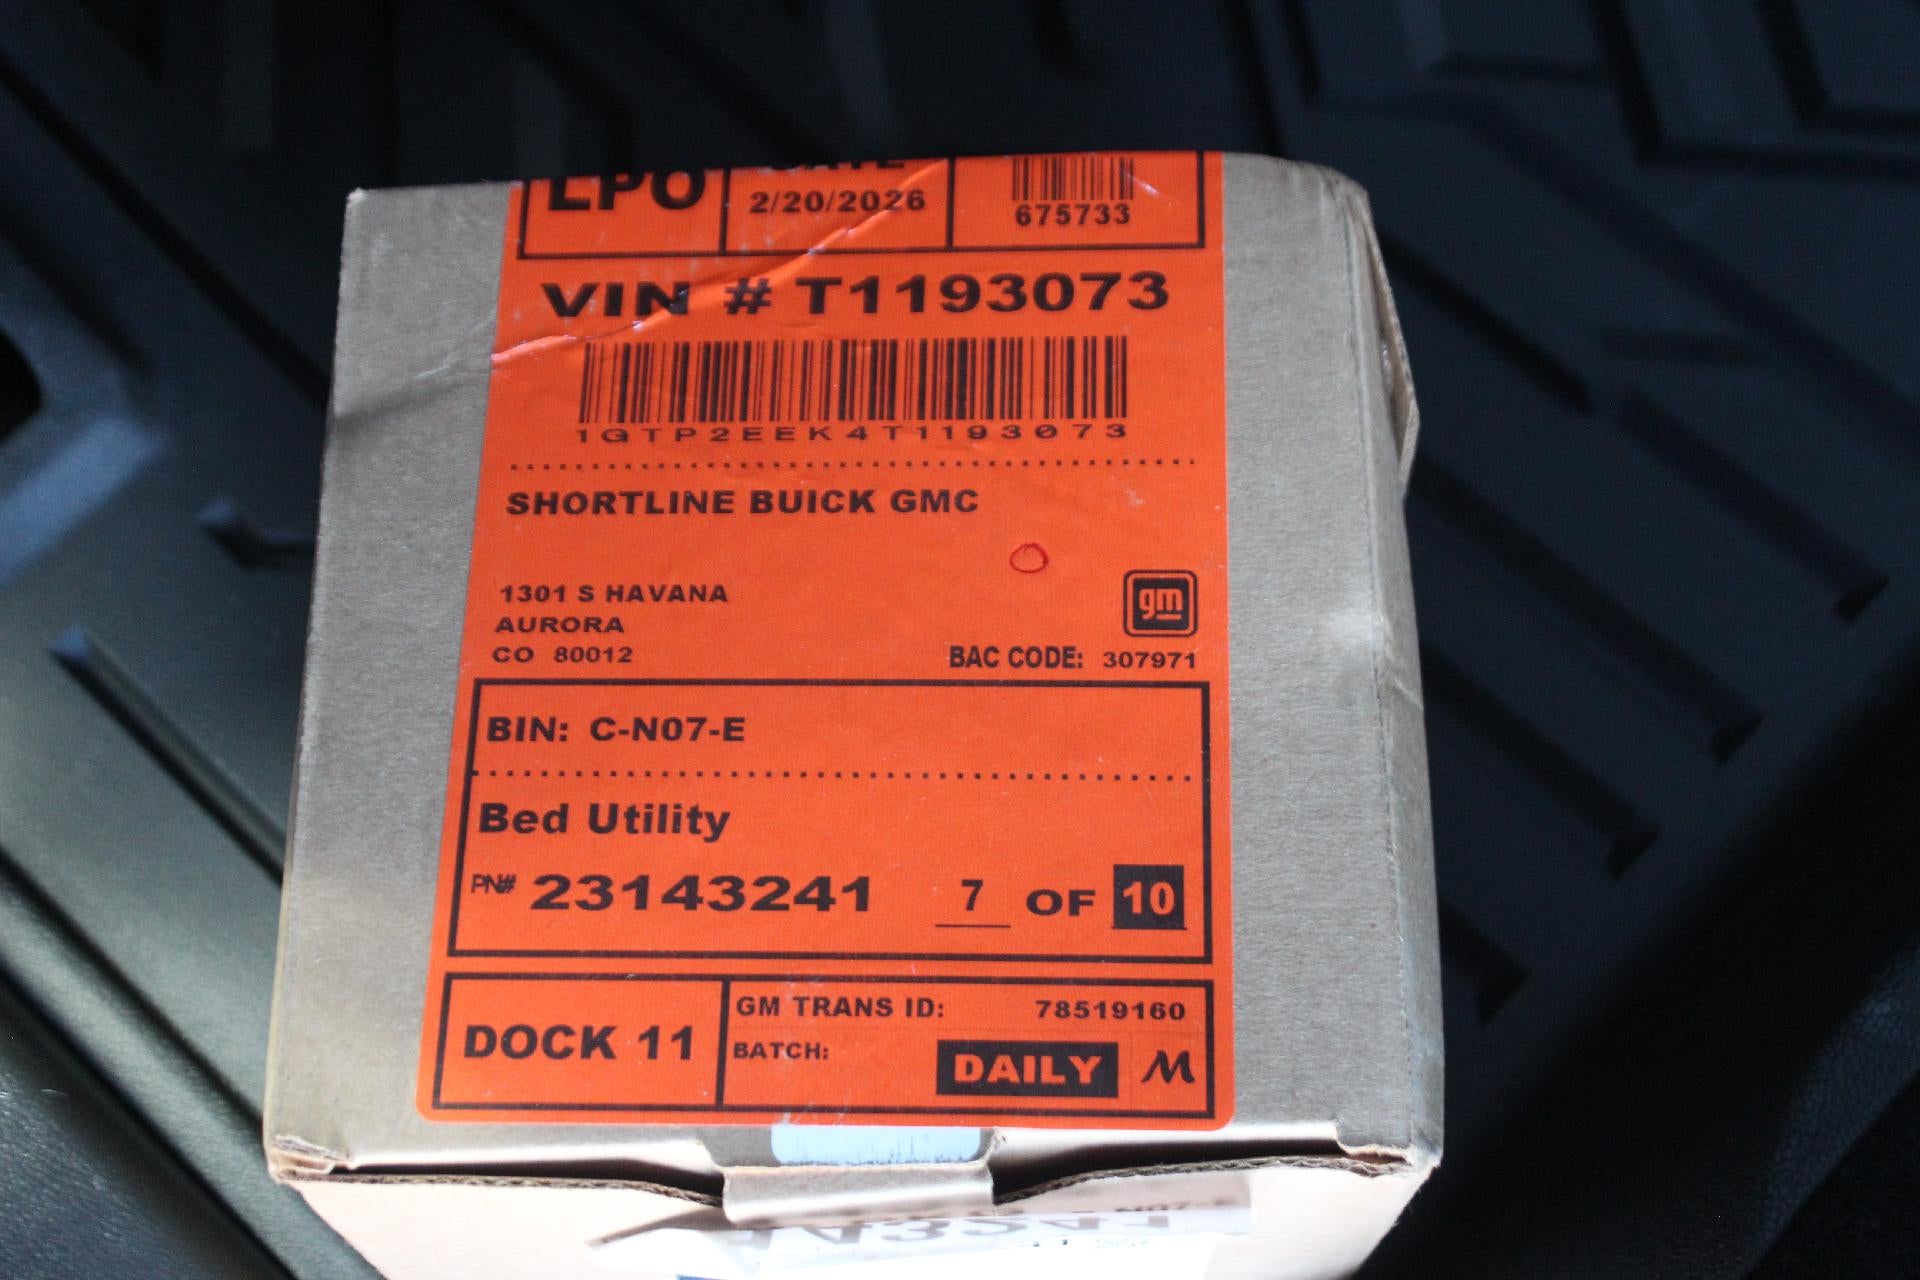 LPO DATE
2/20/2026 675733
VIN # T1193073
1GTP2EEK4T1193073
SHORTLINE BUICK GMC
1301 S HAVANA
gm
AURORA
CO 80012 BAC CODE: 307971
BIN: C-N07-E
Bed Utility
PN# 23143241 7 OF 10
DOCK 11 GM TRANS ID: 78519160
BATCH: DAILY M